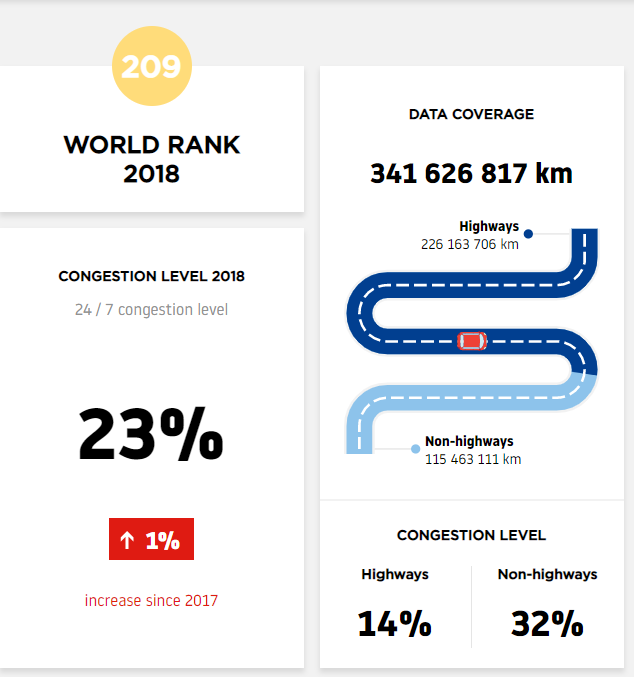 209
WORLD RANK
2018
CONGESTION LEVEL 2018
24 / 7 congestion level
23%
↑ 1%
increase since 2017
DATA COVERAGE
341 626 817 km
Highways
226 163 706 km
Non-highways
115 463 111 km
CONGESTION LEVEL
Highways
14%
Non-highways
32%